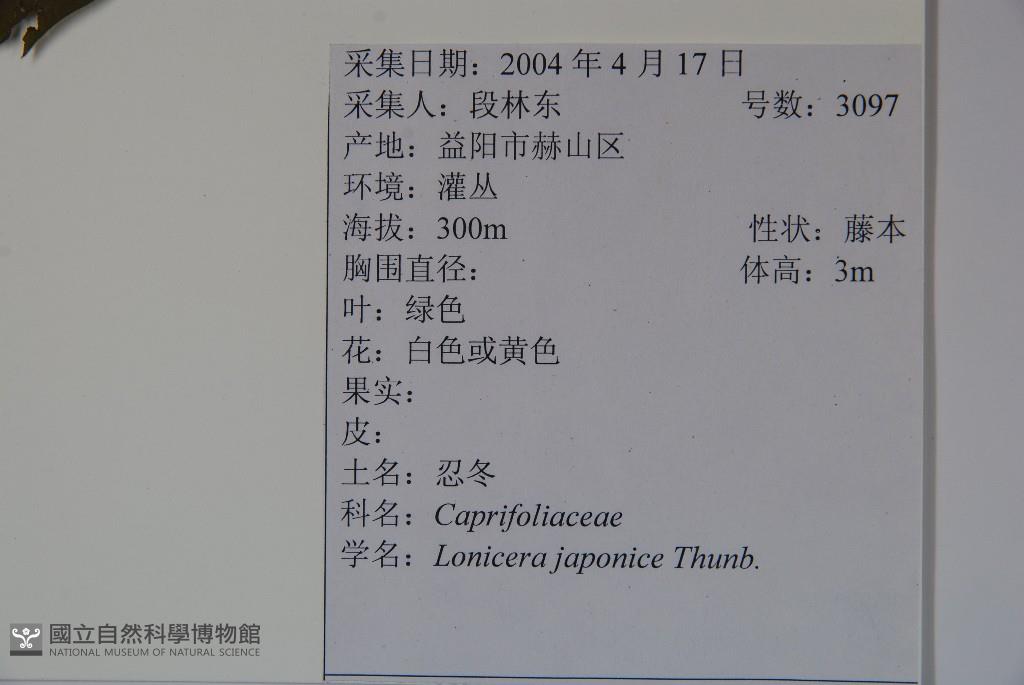 采集日期：2004 年 4 月 17 日
采集人：段林东 号数：3097
产地：益阳市赫山区
环境：灌丛
海拔：300m 性状：藤本
胸围直径： 体高：3m
叶：绿色
花：白色或黄色
果实：
皮：
土名：忍冬
科名：Caprifoliaceae
学名：Lonicera japonice Thunb.
國立自然科學博物館
NATIONAL MUSEUM OF NATURAL SCIENCE